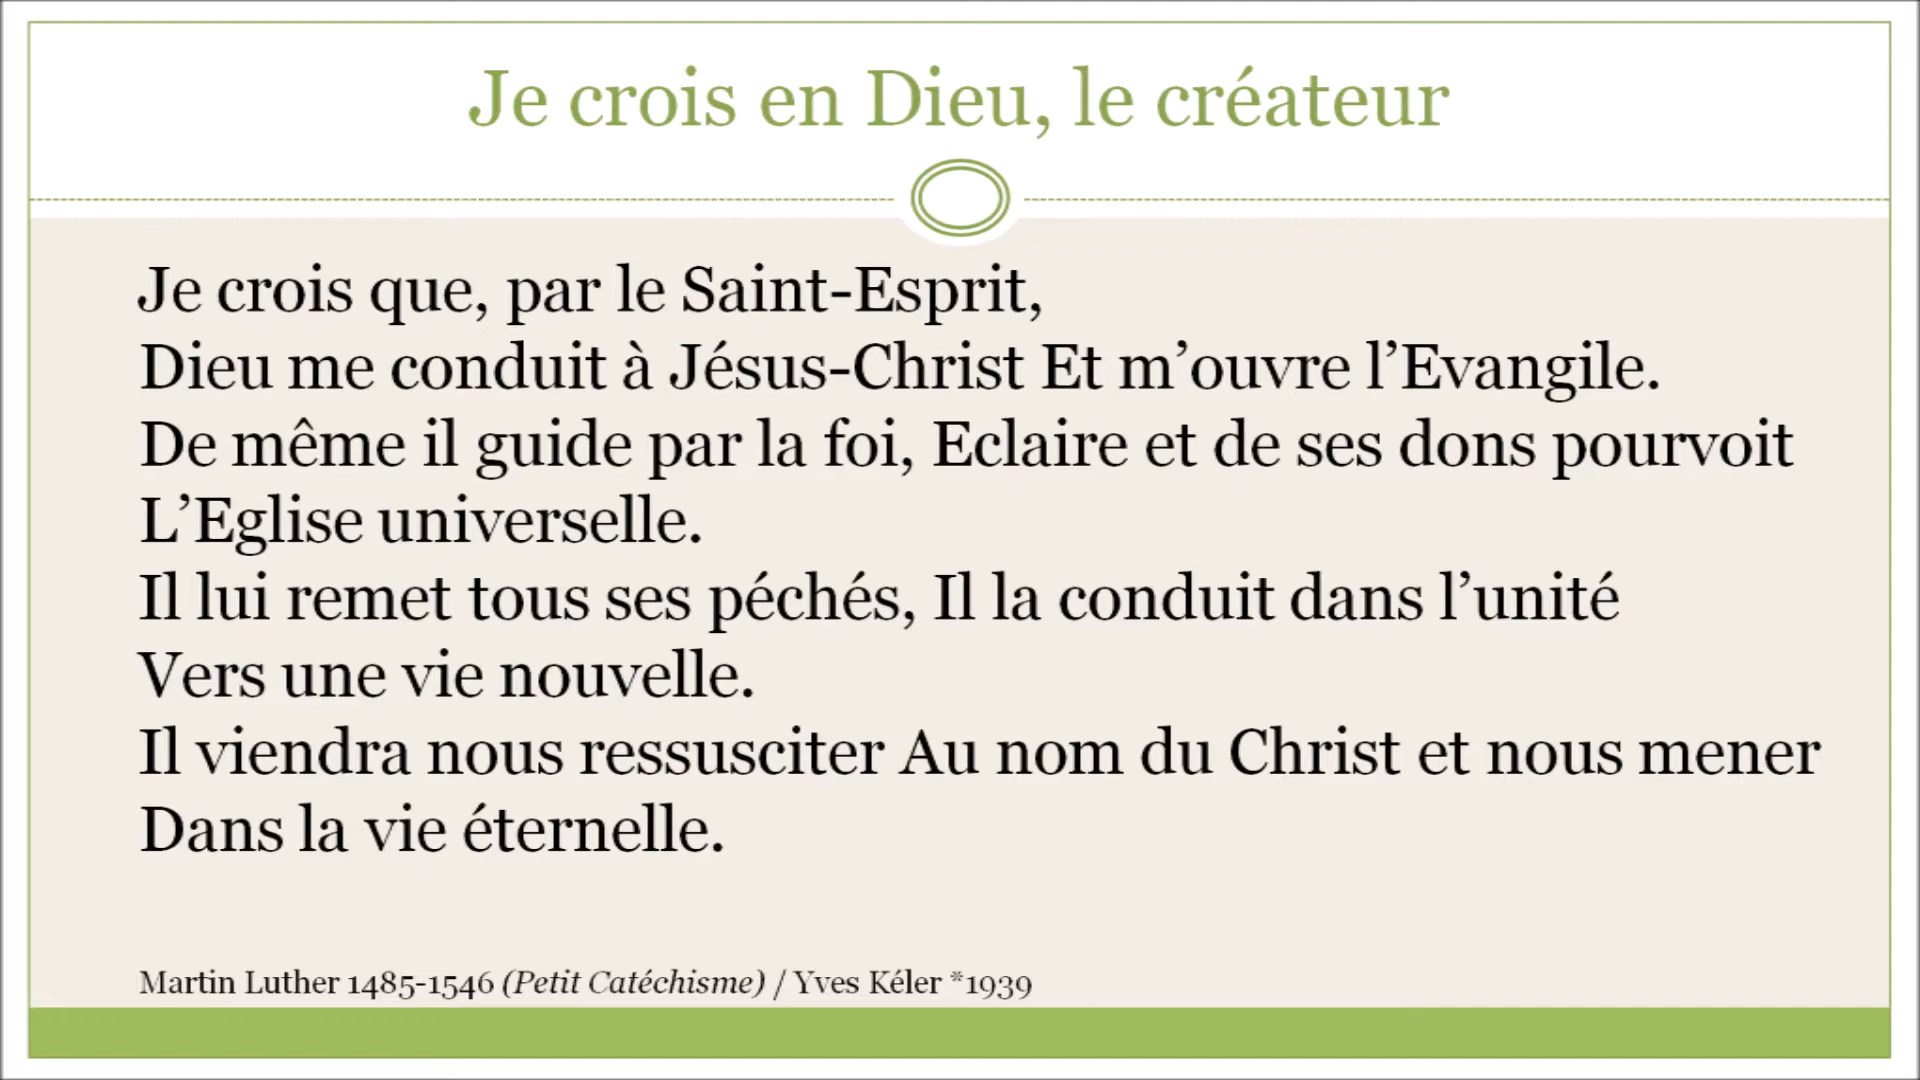 Je crois en Dieu, le créateur
Je crois que, par le Saint-Esprit,
Dieu me conduit à Jésus-Christ Et m’ouvre l’Evangile.
De même il guide par la foi, Eclaire et de ses dons pourvoit
L’Eglise universelle.
Il lui remet tous ses péchés, Il la conduit dans l’unité
Vers une vie nouvelle.
Il viendra nous ressusciter Au nom du Christ et nous mener
Dans la vie éternelle.
Martin Luther 1485-1546 (Petit Catéchisme) / Yves Kéler *1939